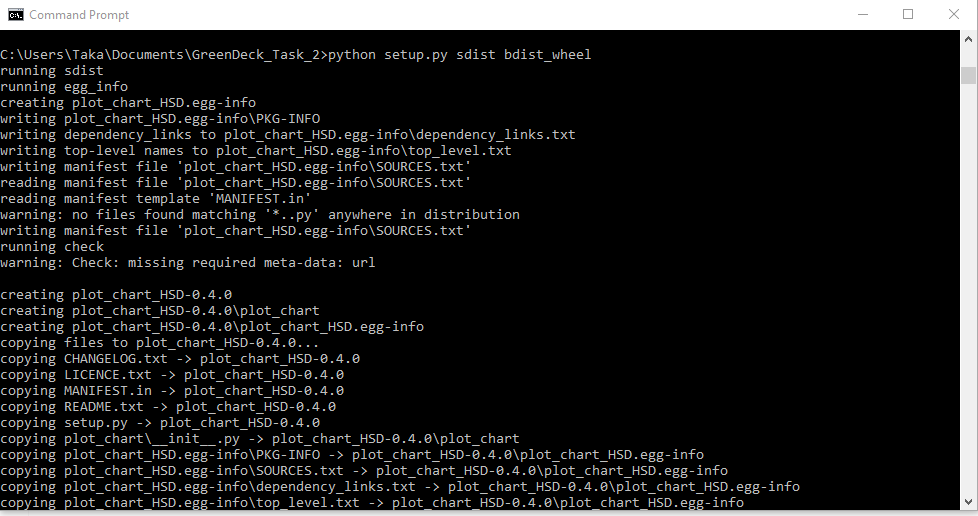 Command Prompt
C:\Users\Taka\Documents\GreenDeck_Task_2>python setup.py sdist bdist_wheel
running sdist
running egg_info
creating plot_chart_HSD.egg-info
writing plot_chart_HSD.egg-info\PKG-INFO
writing dependency_links to plot_chart_HSD.egg-info\dependency_links.txt
writing top-level names to plot_chart_HSD.egg-info\top_level.txt
writing manifest file 'plot_chart_HSD.egg-info\SOURCES.txt'
reading manifest file 'plot_chart_HSD.egg-info\SOURCES.txt'
reading manifest template 'MANIFEST.in'
warning: no files found matching '*..py' anywhere in distribution
writing manifest file 'plot_chart_HSD.egg-info\SOURCES.txt'
running check
warning: Check: missing required meta-data: url
creating plot_chart_HSD-0.4.0
creating plot_chart_HSD-0.4.0\plot_chart
creating plot_chart_HSD-0.4.0\plot_chart_HSD.egg-info
copying files to plot_chart_HSD-0.4.0...
copying CHANGELOG.txt -> plot_chart_HSD-0.4.0
copying LICENCE.txt -> plot_chart_HSD-0.4.0
copying MANIFEST.in -> plot_chart_HSD-0.4.0
copying README.txt -> plot_chart_HSD-0.4.0
copying setup.py -> plot_chart_HSD-0.4.0
copying plot_chart\__init__.py -> plot_chart_HSD-0.4.0\plot_chart
copying plot_chart_HSD.egg-info\PKG-INFO -> plot_chart_HSD-0.4.0\plot_chart_HSD.egg-info
copying plot_chart_HSD.egg-info\SOURCES.txt -> plot_chart_HSD-0.4.0\plot_chart_HSD.egg-info
copying plot_chart_HSD.egg-info\dependency_links.txt -> plot_chart_HSD-0.4.0\plot_chart_HSD.egg-info
copying plot_chart_HSD.egg-info\top_level.txt -> plot_chart_HSD-0.4.0\plot_chart_HSD.egg-info